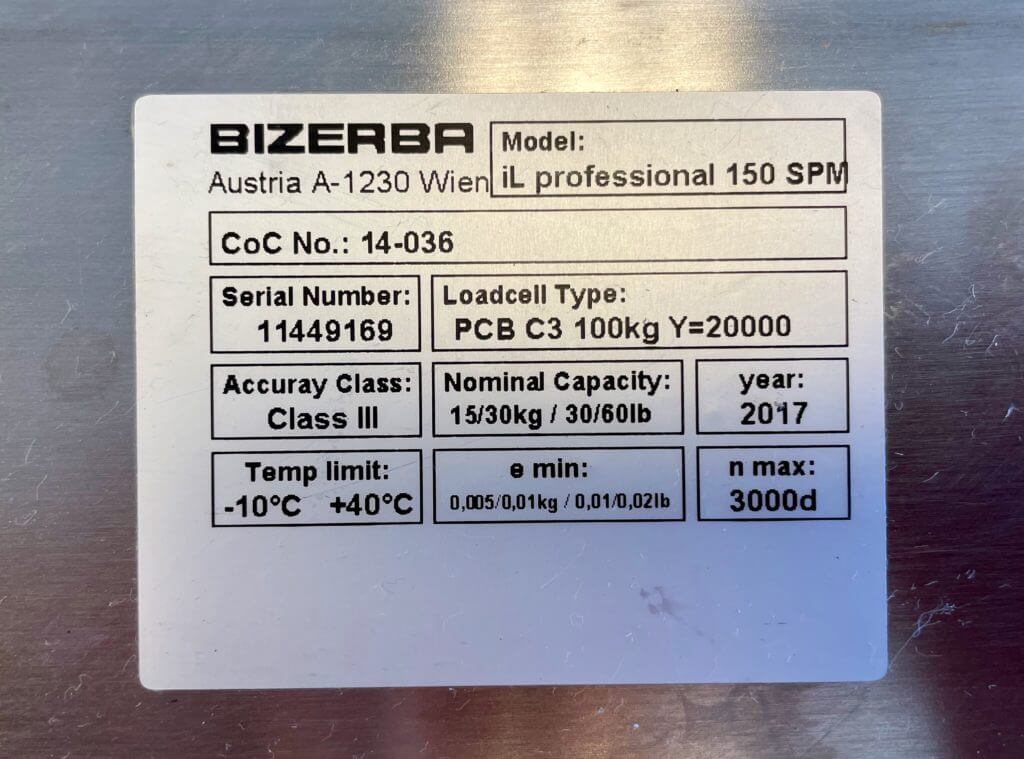 BIZERBA
Austria A-1230 Wien
Model:
iL professional 150 SPM
CoC No.: 14-036
Serial Number:
11449169
Loadcell Type:
PCB C3 100kg Y=20000
Accuray Class:
Class III
Nominal Capacity:
15/30kg / 30/60lb
year:
2017
Temp limit:
-10°C +40°C
e min:
0,005/0,01kg / 0,01/0,02lb
n max:
3000d